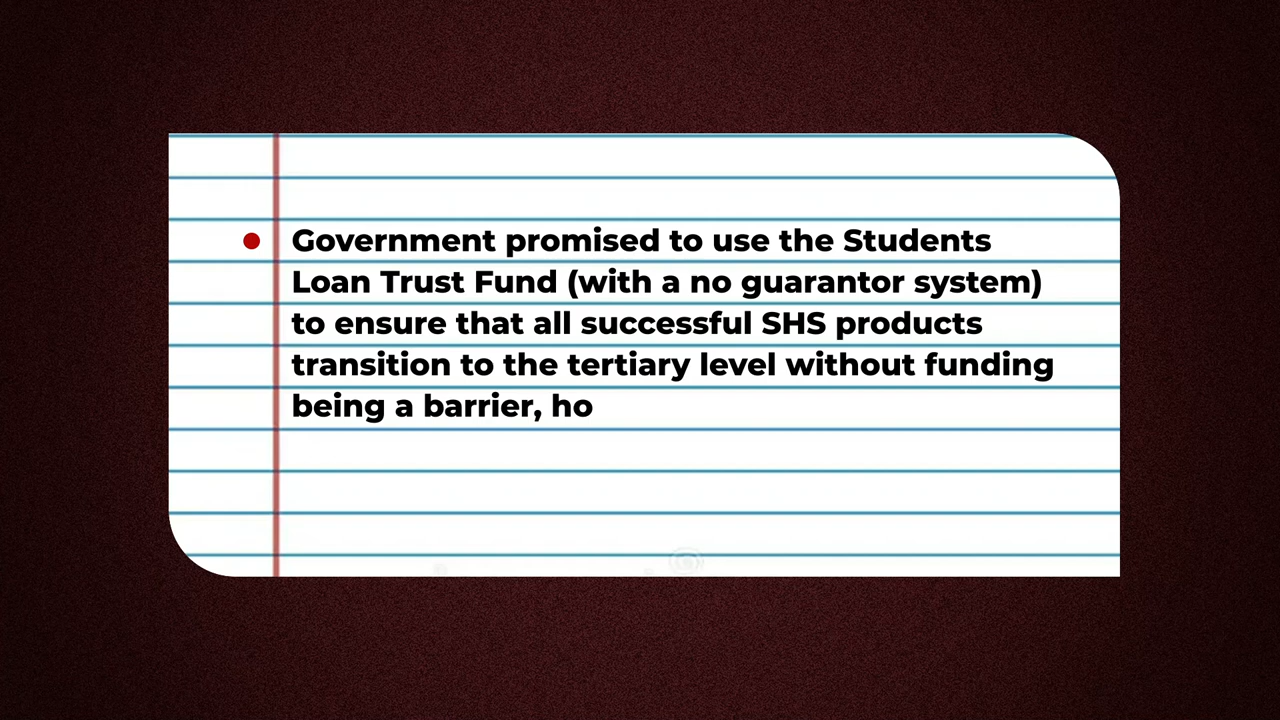 Government promised to use the Students
Loan Trust Fund (with a no guarantor system)
to ensure that all successful SHS products
transition to the tertiary level without funding
being a barrier, ho